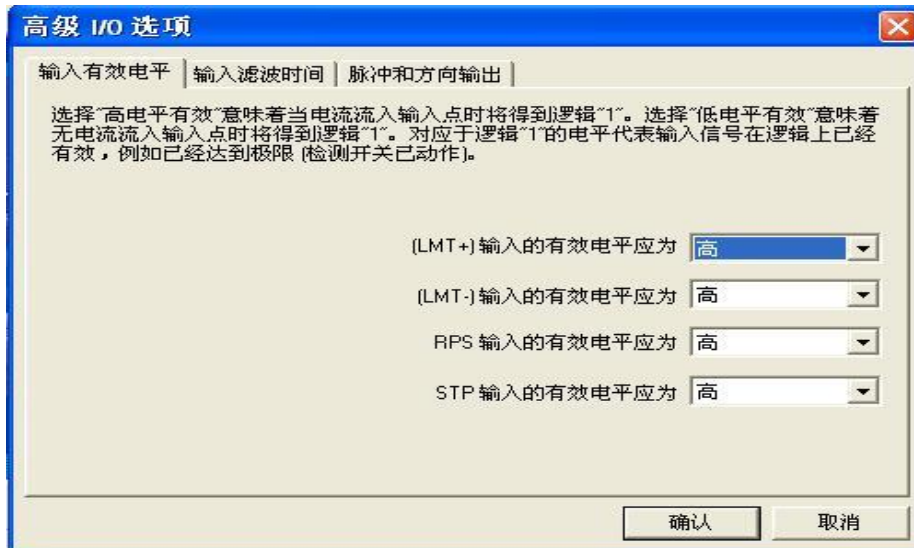 高级 I/O 选项
输入有效电平 输入滤波时间 脉冲和方向输出
选择"高电平有效"意味着当电流流入输入点时将得到逻辑"1"。选择"低电平有效"意味着
无电流流入输入点时将得到逻辑"1"。对应于逻辑"1"的电平代表输入信号在逻辑上已经
有效，例如已经达到极限 (检测开关已动作)。
(LMT+) 输入的有效电平应为 高
(LMT-) 输入的有效电平应为 高
RPS 输入的有效电平应为 高
STP 输入的有效电平应为 高
确认 取消